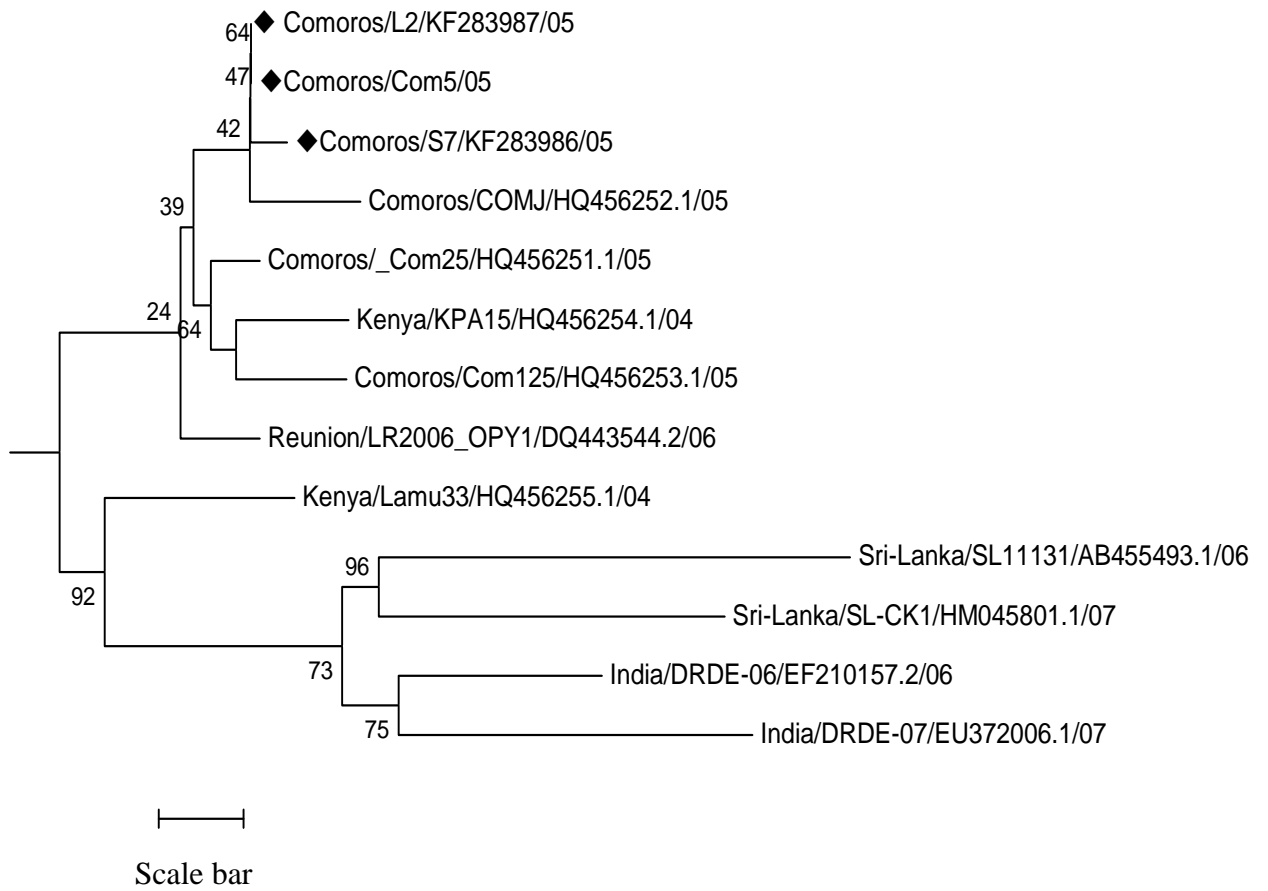 64
◆ Comoros/L2/KF283987/05
47
◆Comoros/Com5/05
42
◆Comoros/S7/KF283986/05
Comoros/COMJ/HQ456252.1/05
39
Comoros/_Com25/HQ456251.1/05
24
64
Kenya/KPA15/HQ456254.1/04
Comoros/Com125/HQ456253.1/05
Reunion/LR2006_OPY1/DQ443544.2/06
Kenya/Lamu33/HQ456255.1/04
96
Sri-Lanka/SL11131/AB455493.1/06
92
Sri-Lanka/SL-CK1/HM045801.1/07
73
India/DRDE-06/EF210157.2/06
75
India/DRDE-07/EU372006.1/07
Scale bar